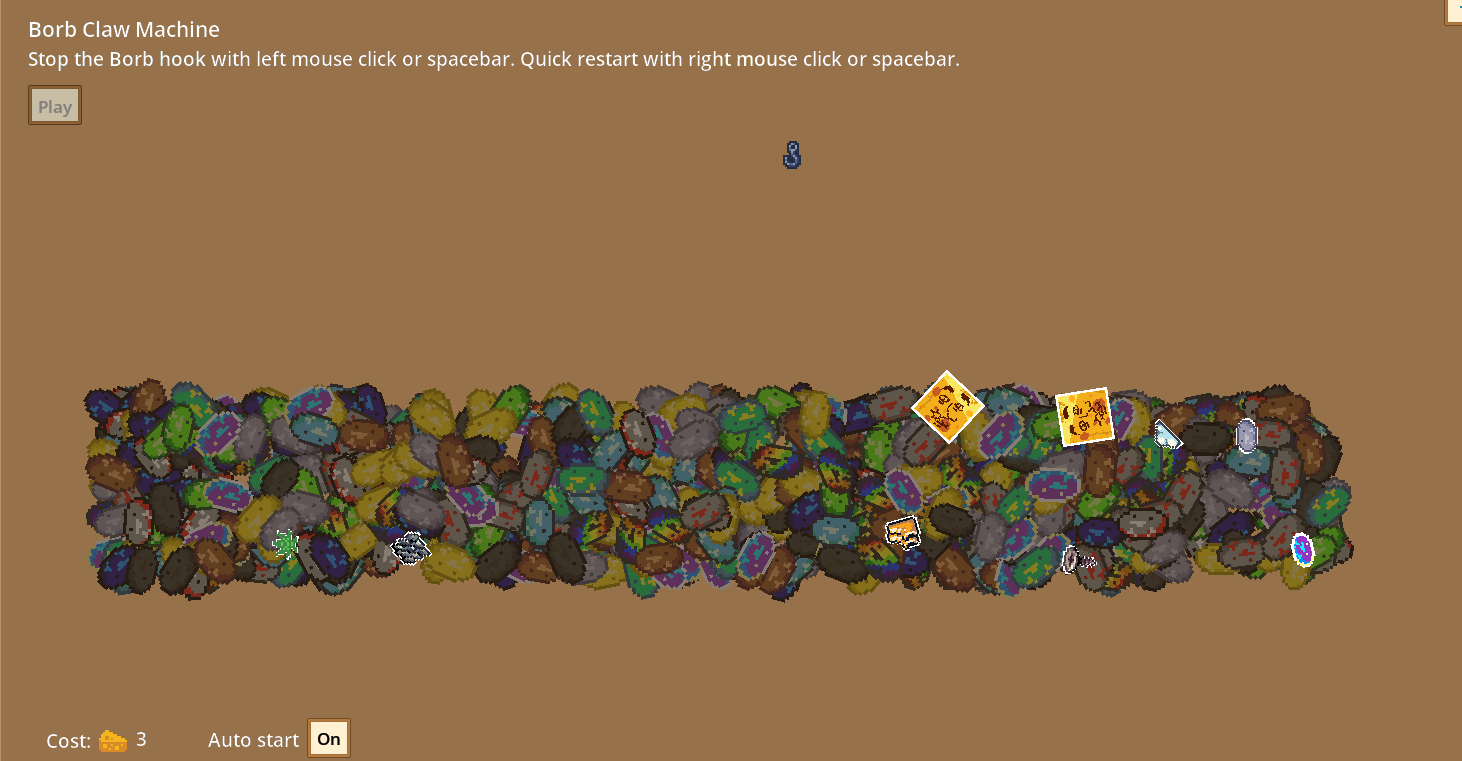 Borb Claw Machine
Stop the Borb hook with left mouse click or spacebar. Quick restart with right mouse click or spacebar.
Play
Cost: 3
Auto start On